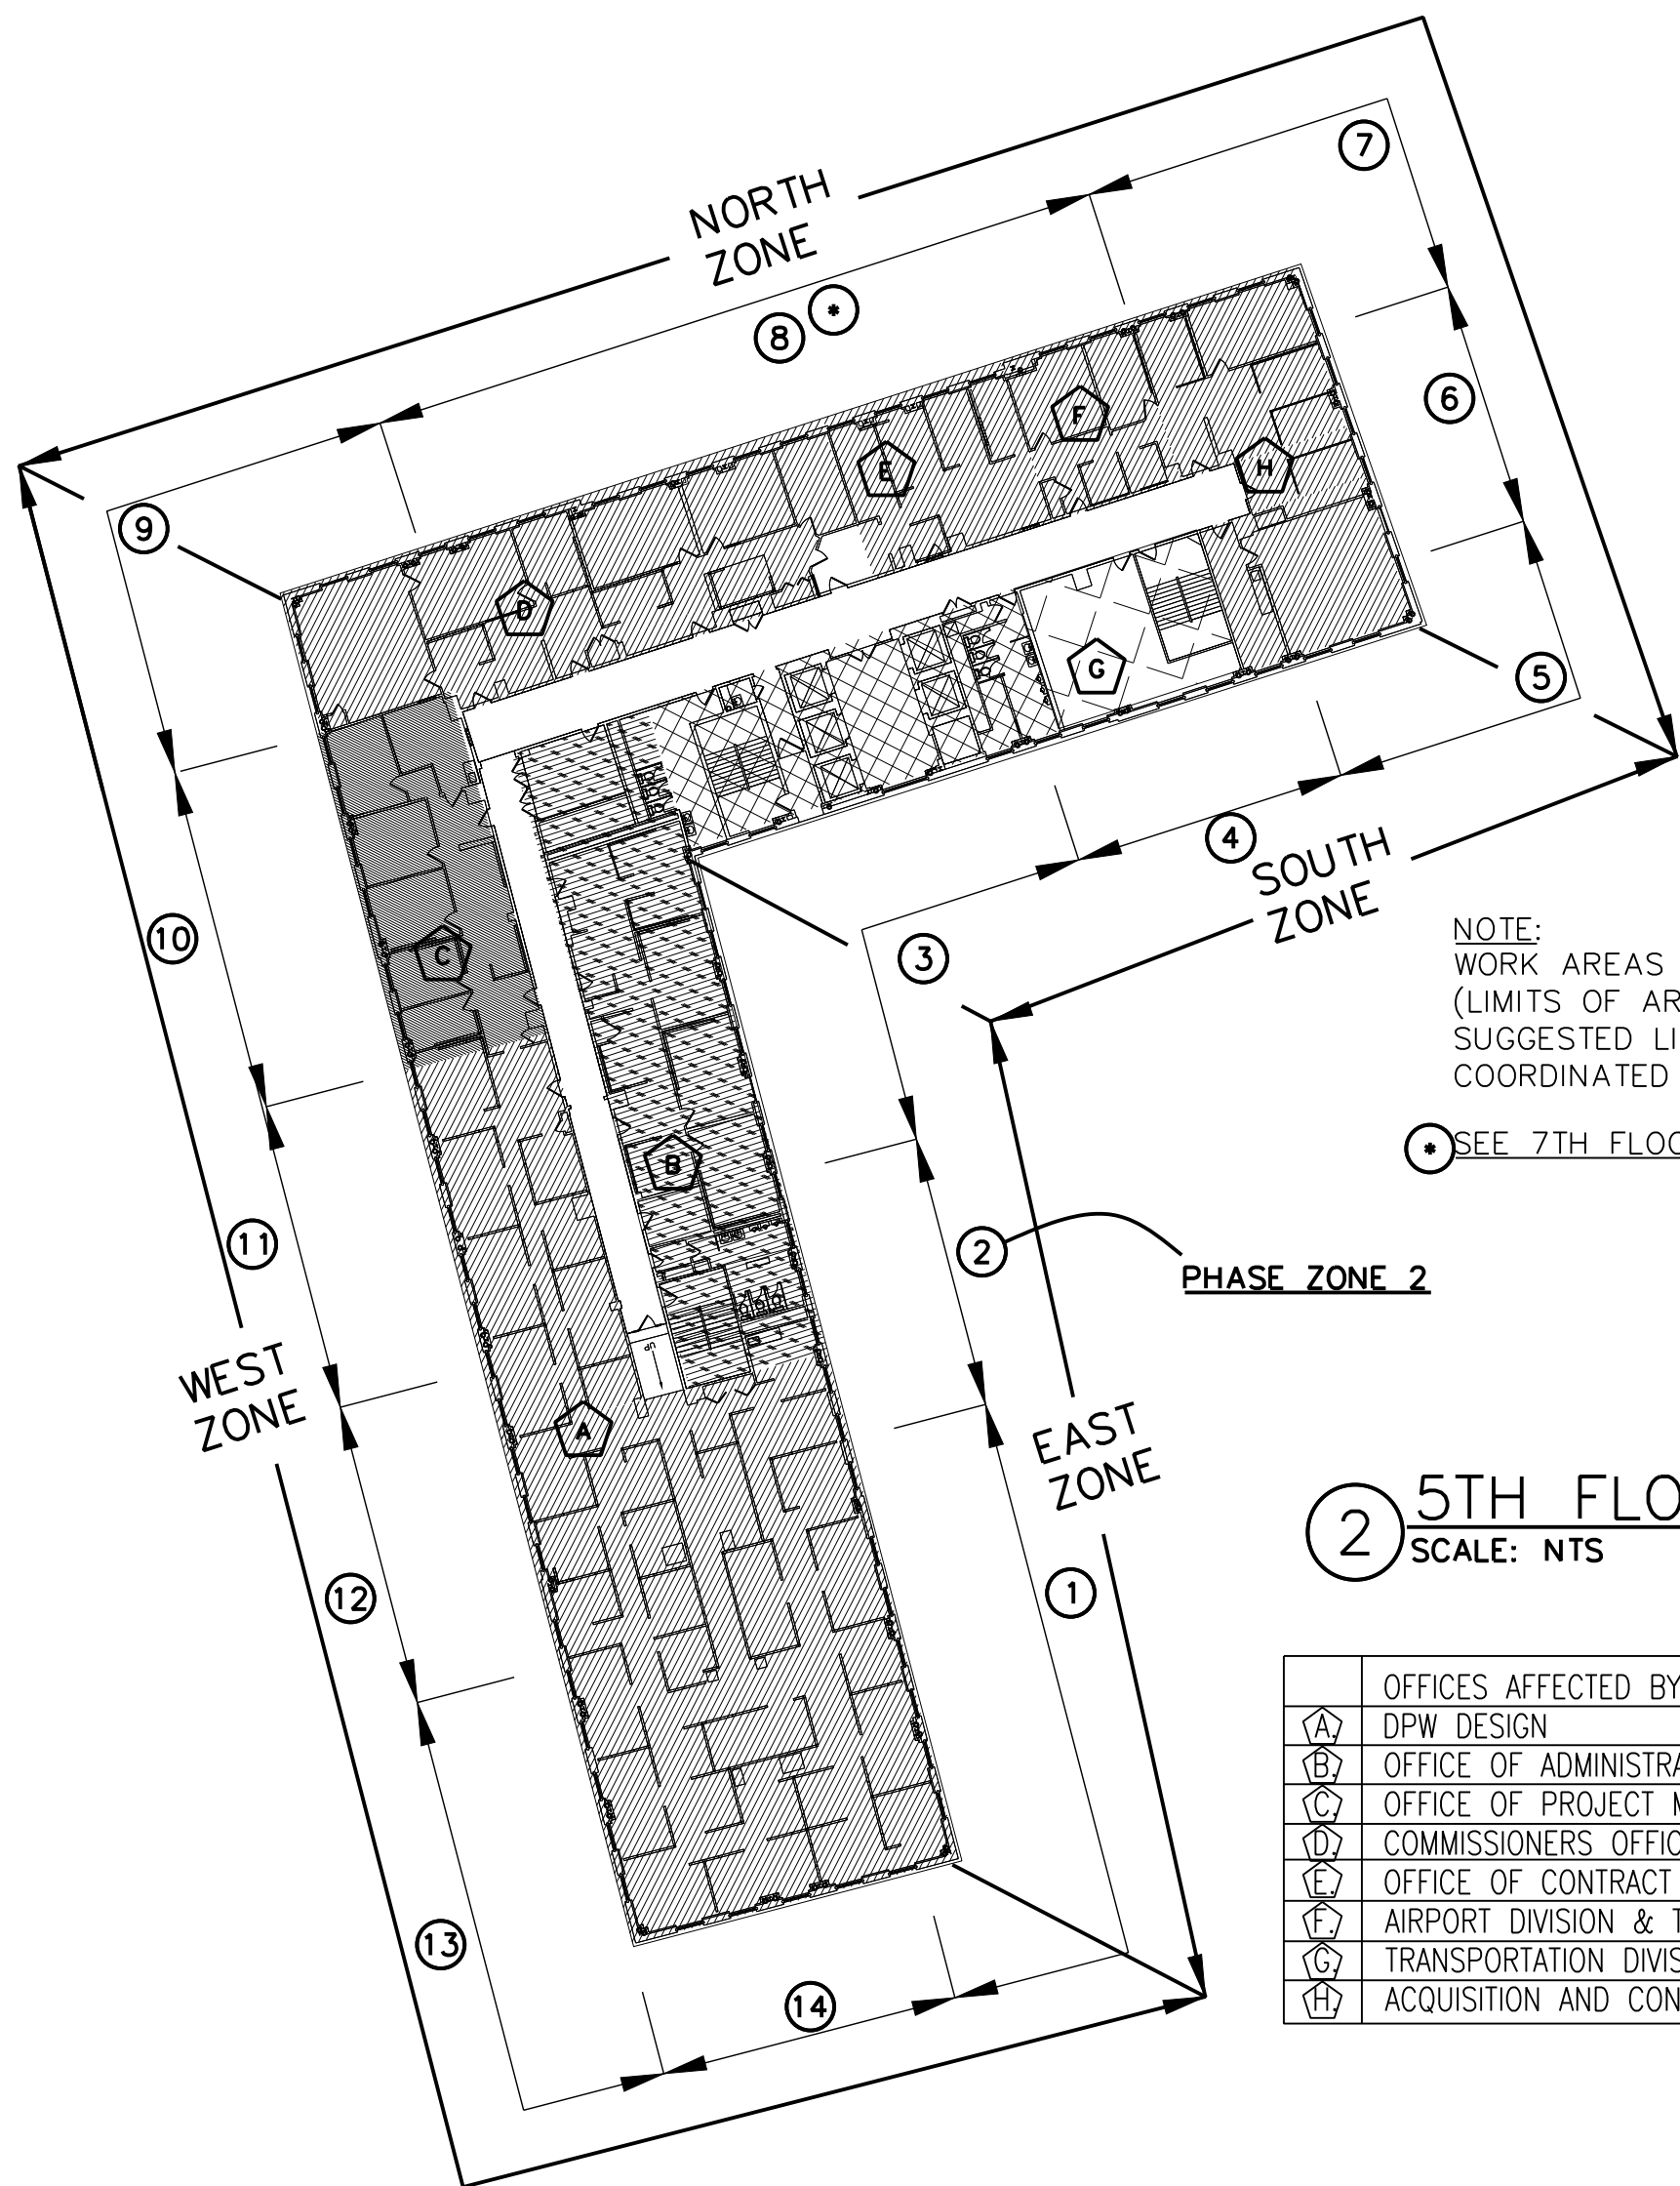 7
NORTH
ZONE
*
8
6
F
E
H
9
D
G
5
4
SOUTH
ZONE
10
C
3
NOTE:
WORK AREAS
(LIMITS OF AR
SUGGESTED LI
COORDINATED
* SEE 7TH FLOO
B
11
2
PHASE ZONE 2
UP
WEST
ZONE
A
EAST
ZONE
2 5TH FLO
SCALE: NTS
12
1
OFFICES AFFECTED BY
A. DPW DESIGN
B. OFFICE OF ADMINISTRA
C. OFFICE OF PROJECT M
D. COMMISSIONERS OFFIC
E. OFFICE OF CONTRACT
F. AIRPORT DIVISION & T
G. TRANSPORTATION DIVIS
H. ACQUISITION AND CON
13
14